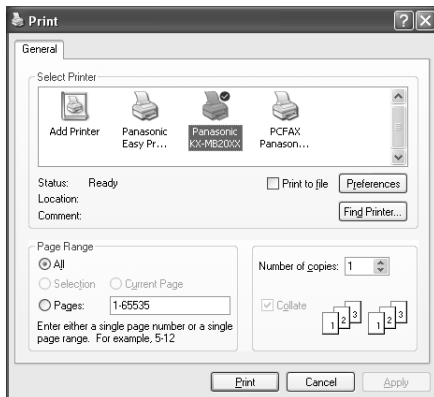 Print
General
Select Printer
Add Printer
Panasonic
Easy Pr...
Panasonic
KX-MB20XX
PCFAX
Panason...
Status: Ready
Location:
Comment:
Print to file
Preferences
Find Printer...
Page Range
All
Selection
Current Page
Pages:
1-65535
Enter either a single page number or a single
page range. For example, 5-12
Number of copies: 1
Collate
1 2 3
1 2 3
Print
Cancel
Apply